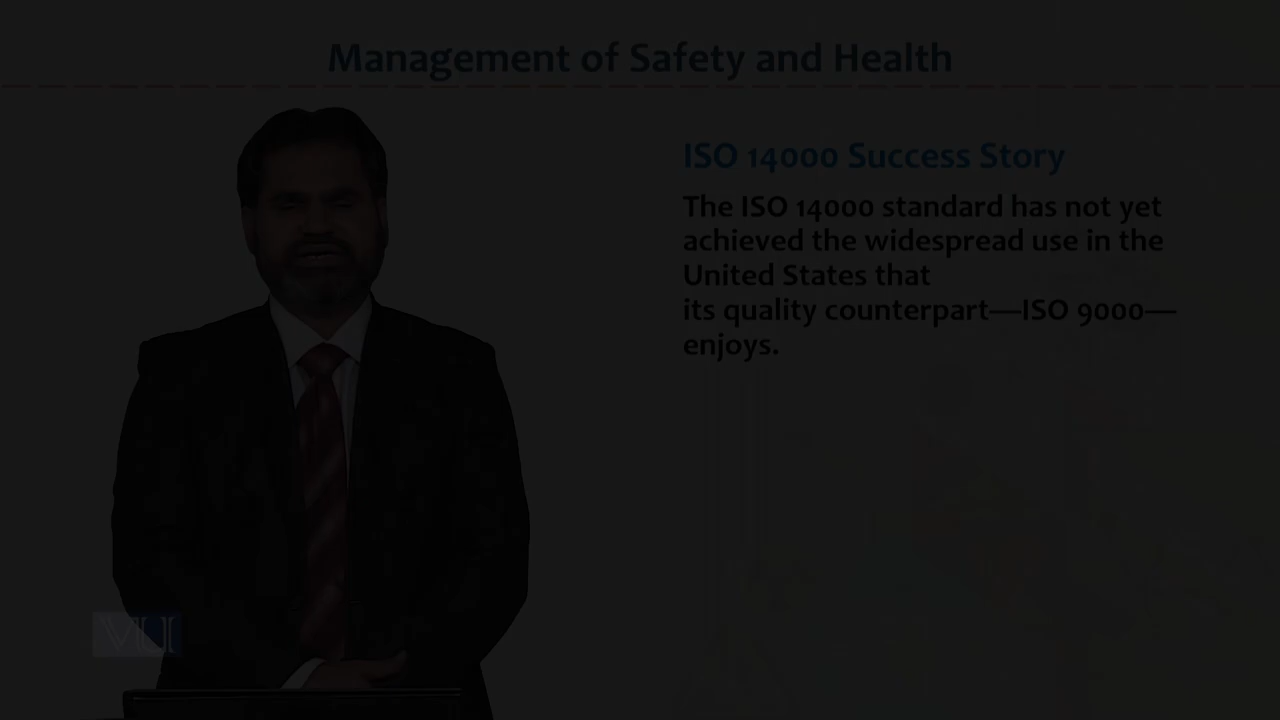 Management of Safety and Health
ISO 14000 Success Story
The ISO 14000 standard has not yet
achieved the widespread use in the
United States that
its quality counterpart—ISO 9000—
enjoys.
VU